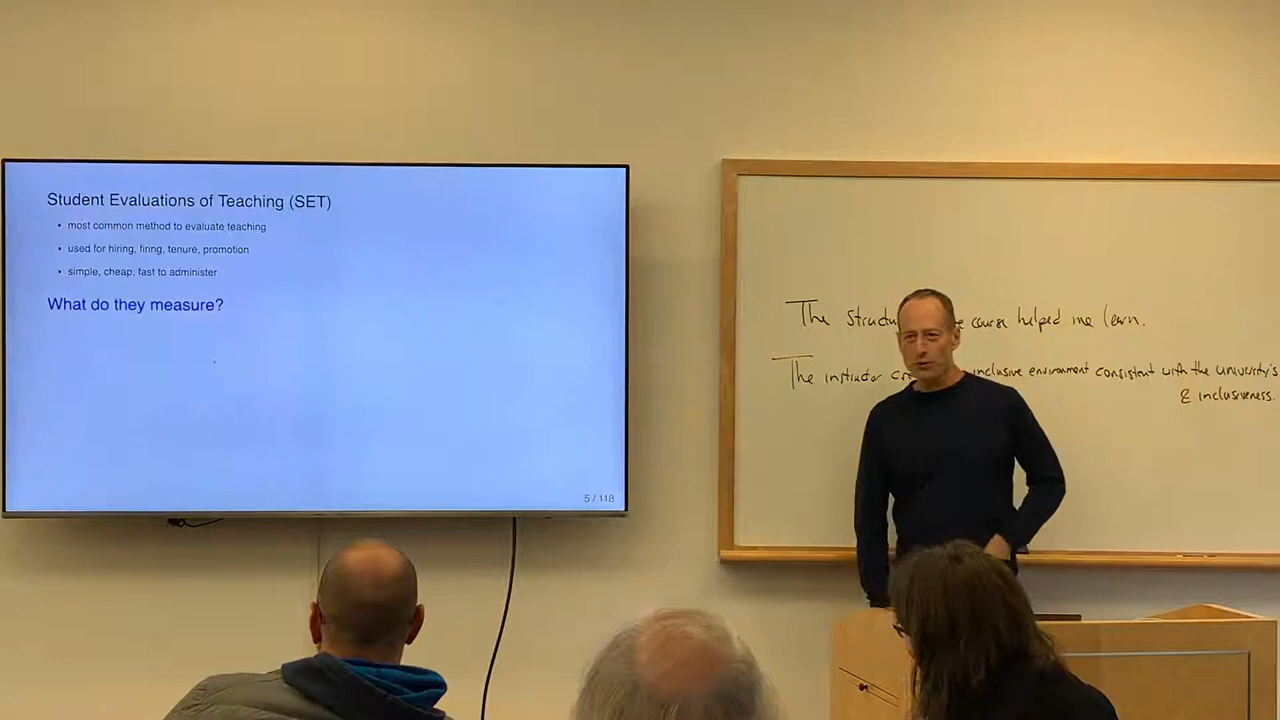 Student Evaluations of Teaching (SET)
• most common method to evaluate teaching
• used for hiring, firing, tenure, promotion
• simple, cheap, fast to administer
What do they measure?
5 / 118
The course helped me learn.
The instructor inclusive environment consistent with the university's
& inclusiveness.